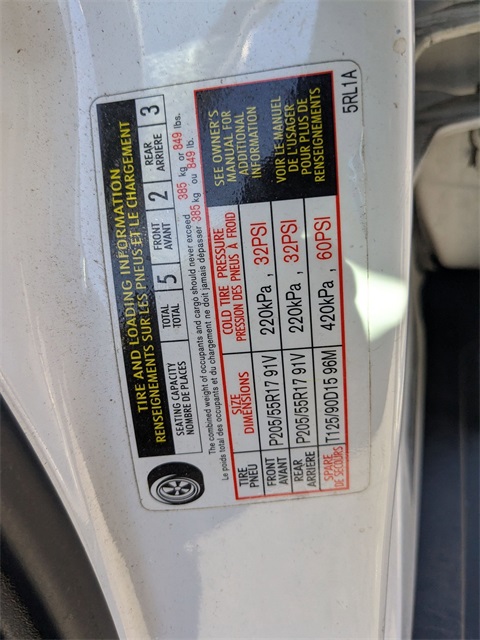 TIRE AND LOADING INFORMATION
RENSEIGNEMENTS SUR LES PNEUS ET LE CHARGEMENT
SEATING CAPACITY
NOMBRE DE PLACES
TOTAL
TOTAL
5
FRONT
AVANT
2
REAR
ARRIÈRE
3
The combined weight of occupants and cargo should never exceed 385 kg or 849 lbs.
Le poids total des occupants et du chargement ne doit jamais dépasser 385 kg ou 849 lb.
TIRE
PNEU
SIZE
DIMENSIONS
COLD TIRE PRESSURE
PRESSION DES PNEUS À FROID
SEE OWNER'S
MANUAL FOR
ADDITIONAL
INFORMATION
FRONT
AVANT
P205/55R17 91V
220kPa , 32PSI
REAR
ARRIÈRE
P205/55R17 91V
220kPa , 32PSI
VOIR LE MANUEL
DE L'USAGER
POUR PLUS DE
RENSEIGNEMENTS
SPARE
DE SECOURS
T125/90D15 96M
420kPa , 60PSI
5RL1A